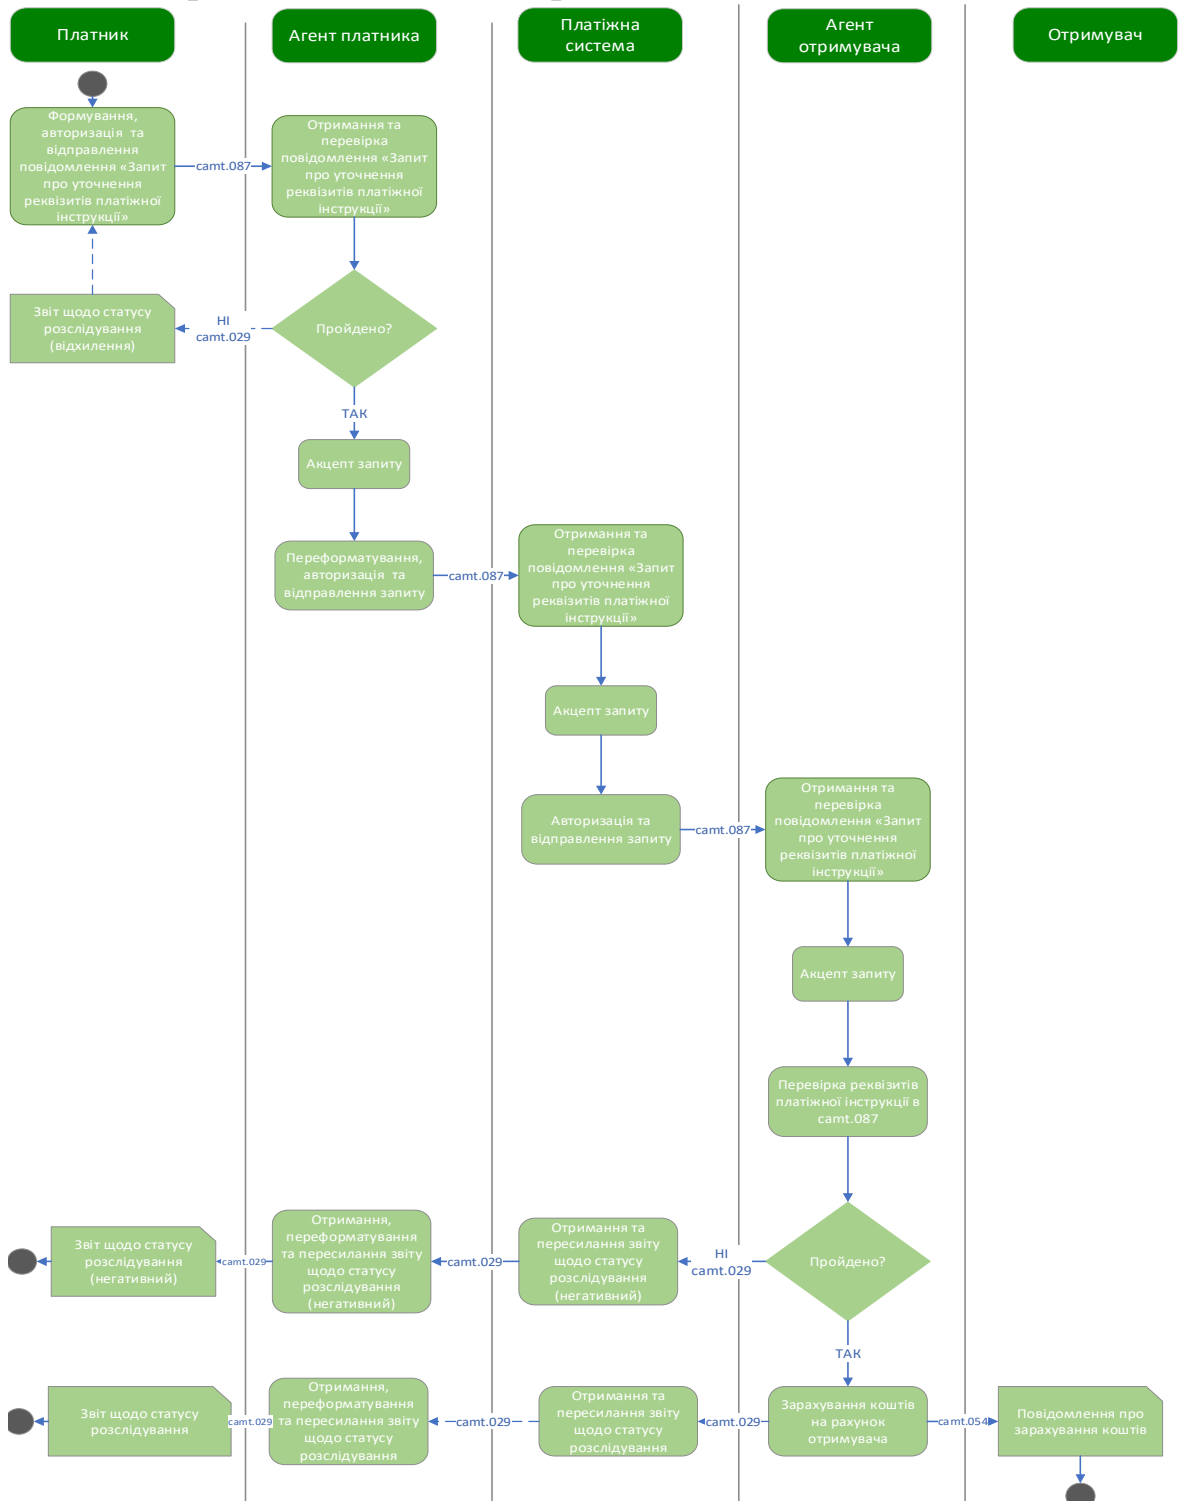 Платник
Агент платника
Платіжна
система
Агент
отримувача
Отримувач
Формування,
авторизація та
відправлення
повідомлення «Запит
про уточнення
реквізитів платіжної
інструкції»
camt.087
Отримання та
перевірка
повідомлення «Запит
про уточнення
реквізитів платіжної
інструкції»
Звіт щодо статусу
розслідування
(відхилення)
НІ
camt.029
Пройдено?
ТАК
Акцепт запиту
Переформатування,
авторизація та
відправлення запиту
camt.087
Отримання та
перевірка
повідомлення «Запит
про уточнення
реквізитів платіжної
інструкції»
Акцепт запиту
Авторизація та
відправлення запиту
camt.087
Отримання та
перевірка
повідомлення «Запит
про уточнення
реквізитів платіжної
інструкції»
Акцепт запиту
Перевірка реквізитів
платіжної інструкції в
camt.087
Звіт щодо статусу
розслідування
(негативний)
camt.029
Отримання,
переформатування
та пересилання звіту
щодо статусу
розслідування
(негативний)
camt.029
Отримання та
пересилання звіту
щодо статусу
розслідування
(негативний)
НІ
camt.029
Пройдено?
ТАК
Звіт щодо статусу
розслідування
camt.029
Отримання,
переформатування
та пересилання звіту
щодо статусу
розслідування
camt.029
Отримання та
пересилання звіту
щодо статусу
розслідування
camt.029
Зарахування коштів
на рахунок
отримувача
camt.054
Повідомлення про
зарахування коштів